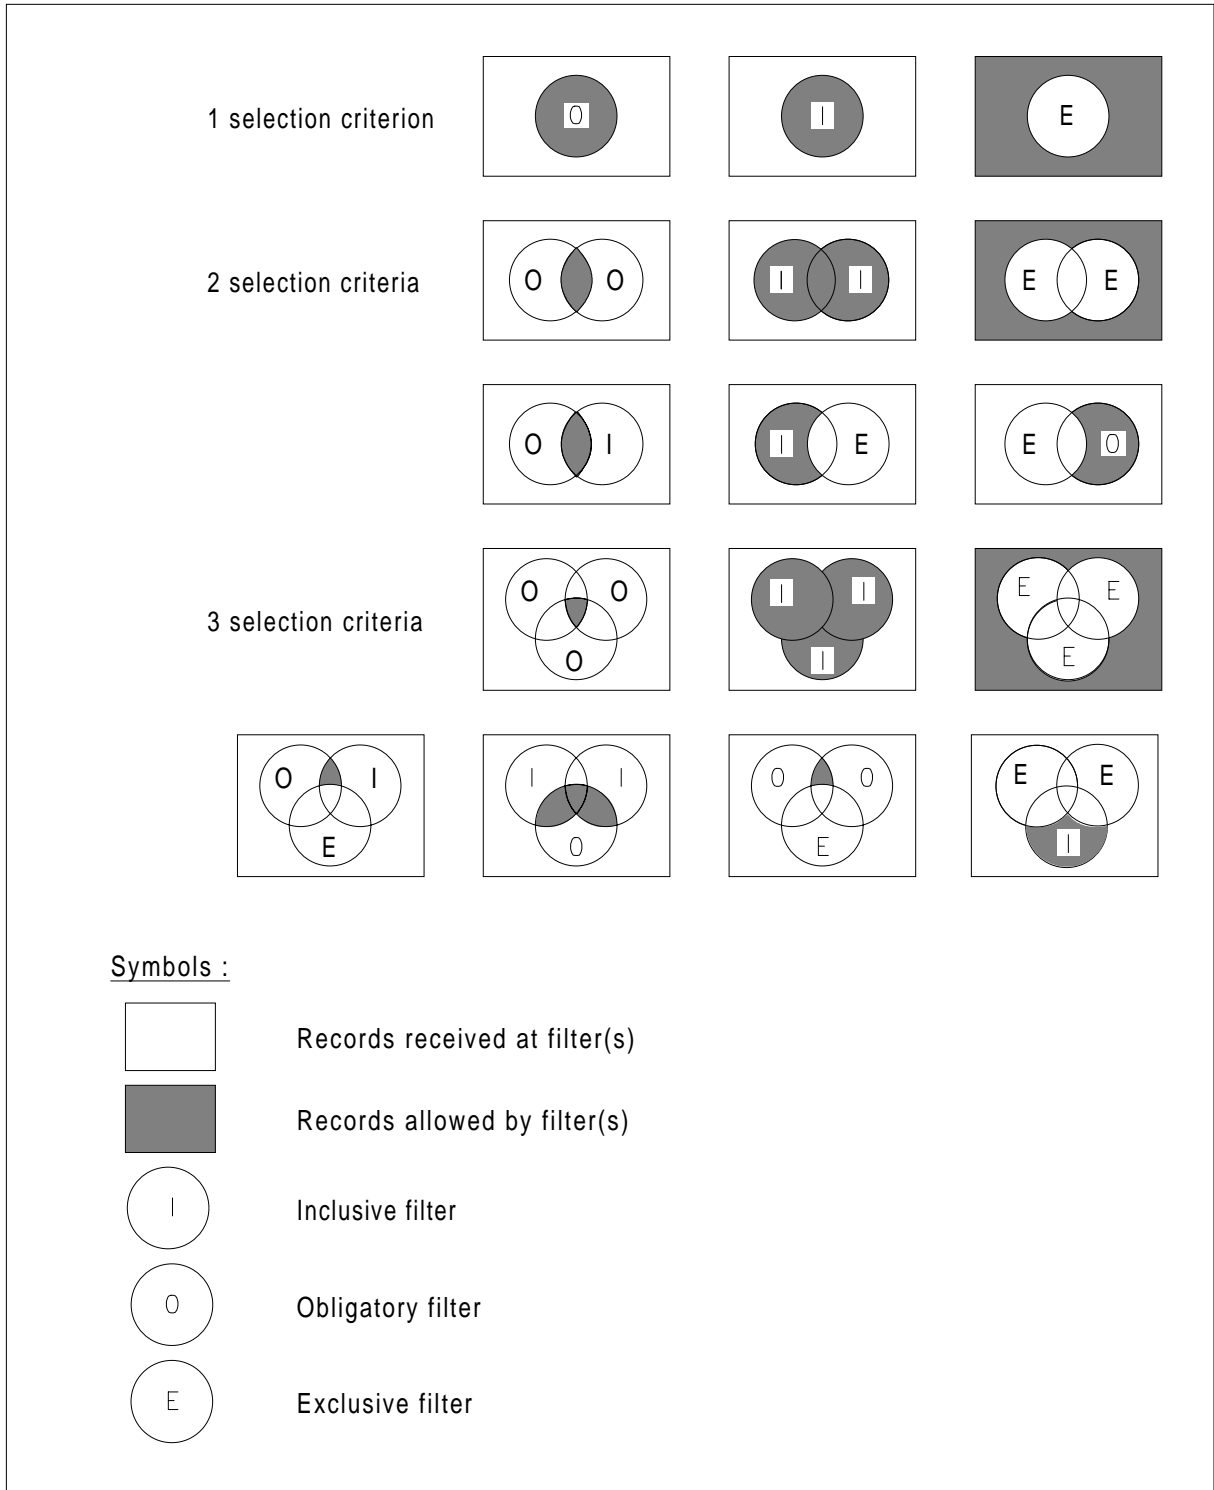 1 selection criterion O I E
2 selection criteria O O I I E E
O I I E E O
3 selection criteria O O O I I I E E E
O I E I I O O O E E E I
Symbols :
Records received at filter(s)
Records allowed by filter(s)
I Inclusive filter
O Obligatory filter
E Exclusive filter